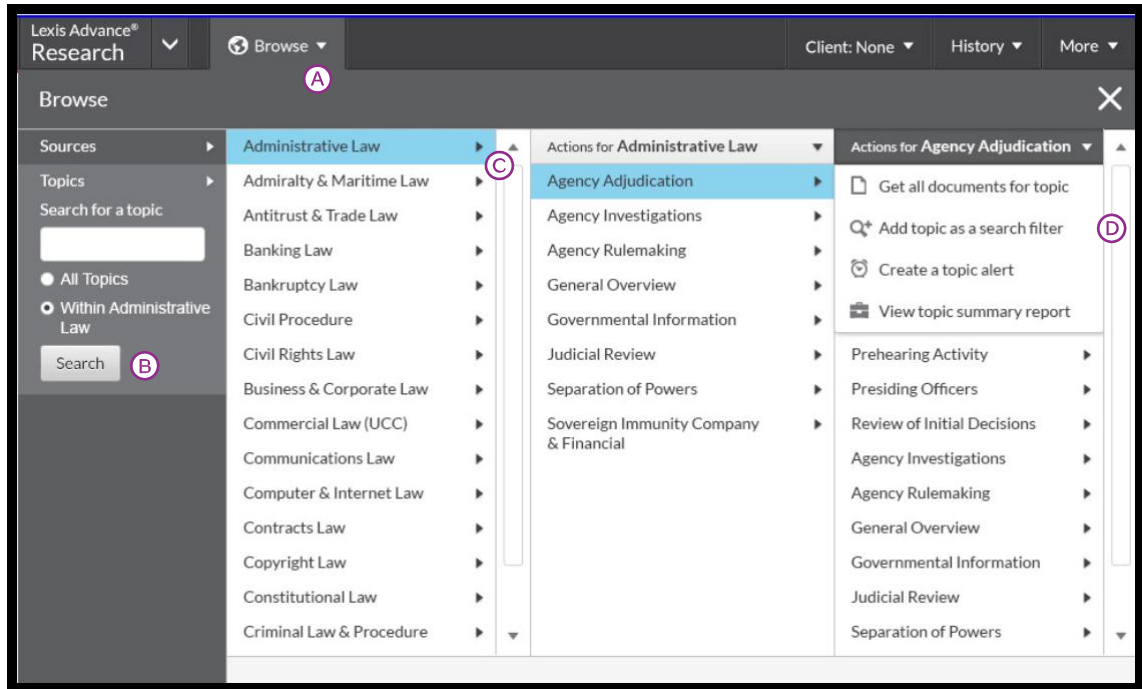 Lexis Advance®
Research
Browse
Client: None
History
More
A
Browse
Sources
Topics
Search for a topic
All Topics
Within Administrative
Law
Search
B
Administrative Law
C
Admiralty & Maritime Law
Antitrust & Trade Law
Banking Law
Bankruptcy Law
Civil Procedure
Civil Rights Law
Business & Corporate Law
Commercial Law (UCC)
Communications Law
Computer & Internet Law
Contracts Law
Copyright Law
Constitutional Law
Criminal Law & Procedure
Actions for Administrative Law
Agency Adjudication
Agency Investigations
Agency Rulemaking
General Overview
Governmental Information
Judicial Review
Separation of Powers
Sovereign Immunity Company
& Financial
Actions for Agency Adjudication
Get all documents for topic
Add topic as a search filter
D
Create a topic alert
View topic summary report
Prehearing Activity
Presiding Officers
Review of Initial Decisions
Agency Investigations
Agency Rulemaking
General Overview
Governmental Information
Judicial Review
Separation of Powers